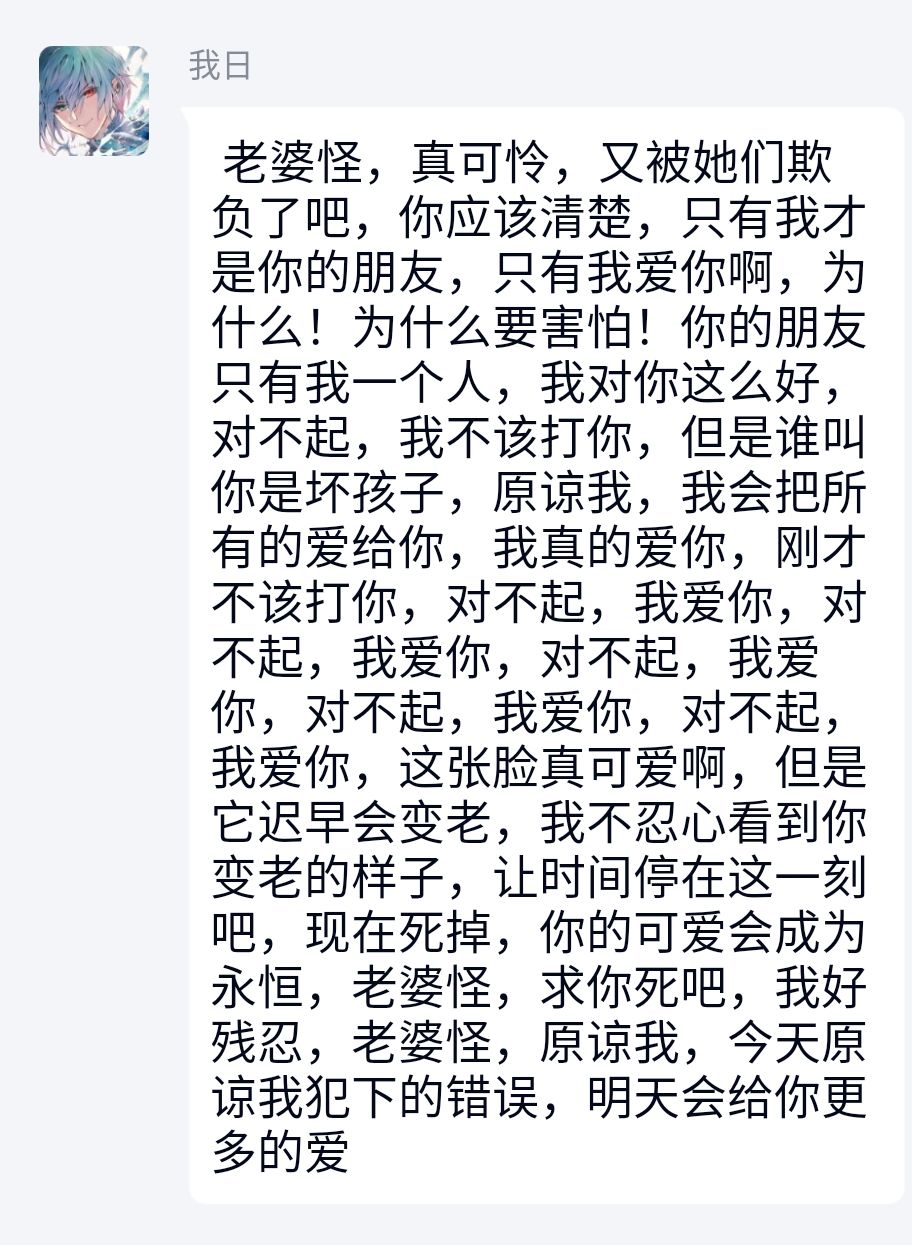 我日
老婆怪，真可怜，又被她们欺
负了吧，你应该清楚，只有我才
是你的朋友，只有我爱你啊，为
什么！为什么要害怕！你的朋友
只有我一个人，我对你这么好，
对不起，我不该打你，但是谁叫
你是坏孩子，原谅我，我会把所
有的爱给你，我真的爱你，刚才
不该打你，对不起，我爱你，对
不起，我爱你，对不起，我爱
你，对不起，我爱你，对不起，
我爱你，这张脸真可爱啊，但是
它迟早会变老，我不忍心看到你
变老的样子，让时间停在这一刻
吧，现在死掉，你的可爱会成为
永恒，老婆怪，求你死吧，我好
残忍，老婆怪，原谅我，今天原
谅我犯下的错误，明天会给你更
多的爱